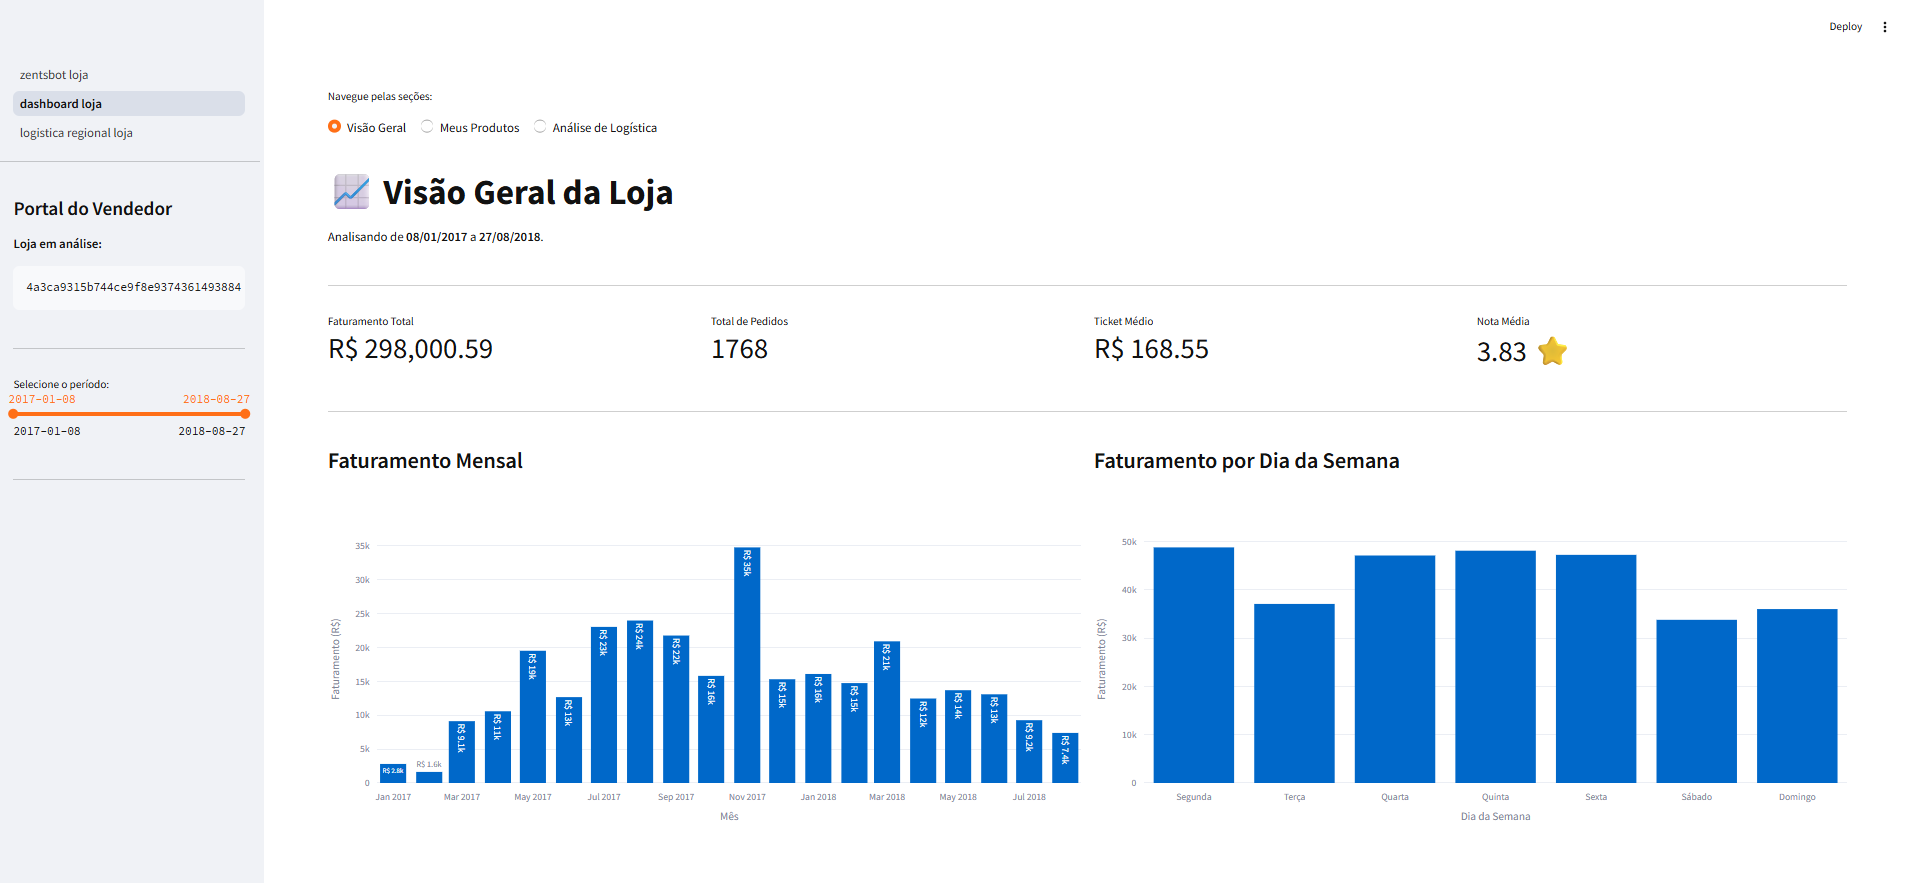 Deploy
zentsbot loja
dashboard loja
logistica regional loja
Portal do Vendedor
Loja em análise:
4a3ca9315b744ce9f8e9374361493884
Selecione o período:
2017-01-08 2018-08-27
2017-01-08 2018-08-27
Navegue pelas seções:
Visão Geral Meus Produtos Análise de Logística
Visão Geral da Loja
Analisando de 08/01/2017 a 27/08/2018.
Faturamento Total
R$ 298,000.59
Total de Pedidos
1768
Ticket Médio
R$ 168.55
Nota Média
3.83
Faturamento Mensal
35k
30k
25k
20k
15k
10k
5k
0
Faturamento (R$)
R$ 2.8k
R$ 1.6k
R$ 9.1k
R$ 11k
R$ 19k
R$ 13k
R$ 23k
R$ 24k
R$ 22k
R$ 16k
R$ 35k
R$ 15k
R$ 16k
R$ 15k
R$ 21k
R$ 12k
R$ 14k
R$ 13k
R$ 9.2k
R$ 7.4k
Jan 2017 Mar 2017 May 2017 Jul 2017 Sep 2017 Nov 2017 Jan 2018 Mar 2018 May 2018 Jul 2018
Mês
Faturamento por Dia da Semana
50k
40k
30k
20k
10k
0
Faturamento (R$)
Segunda Terça Quarta Quinta Sexta Sábado Domingo
Dia da Semana